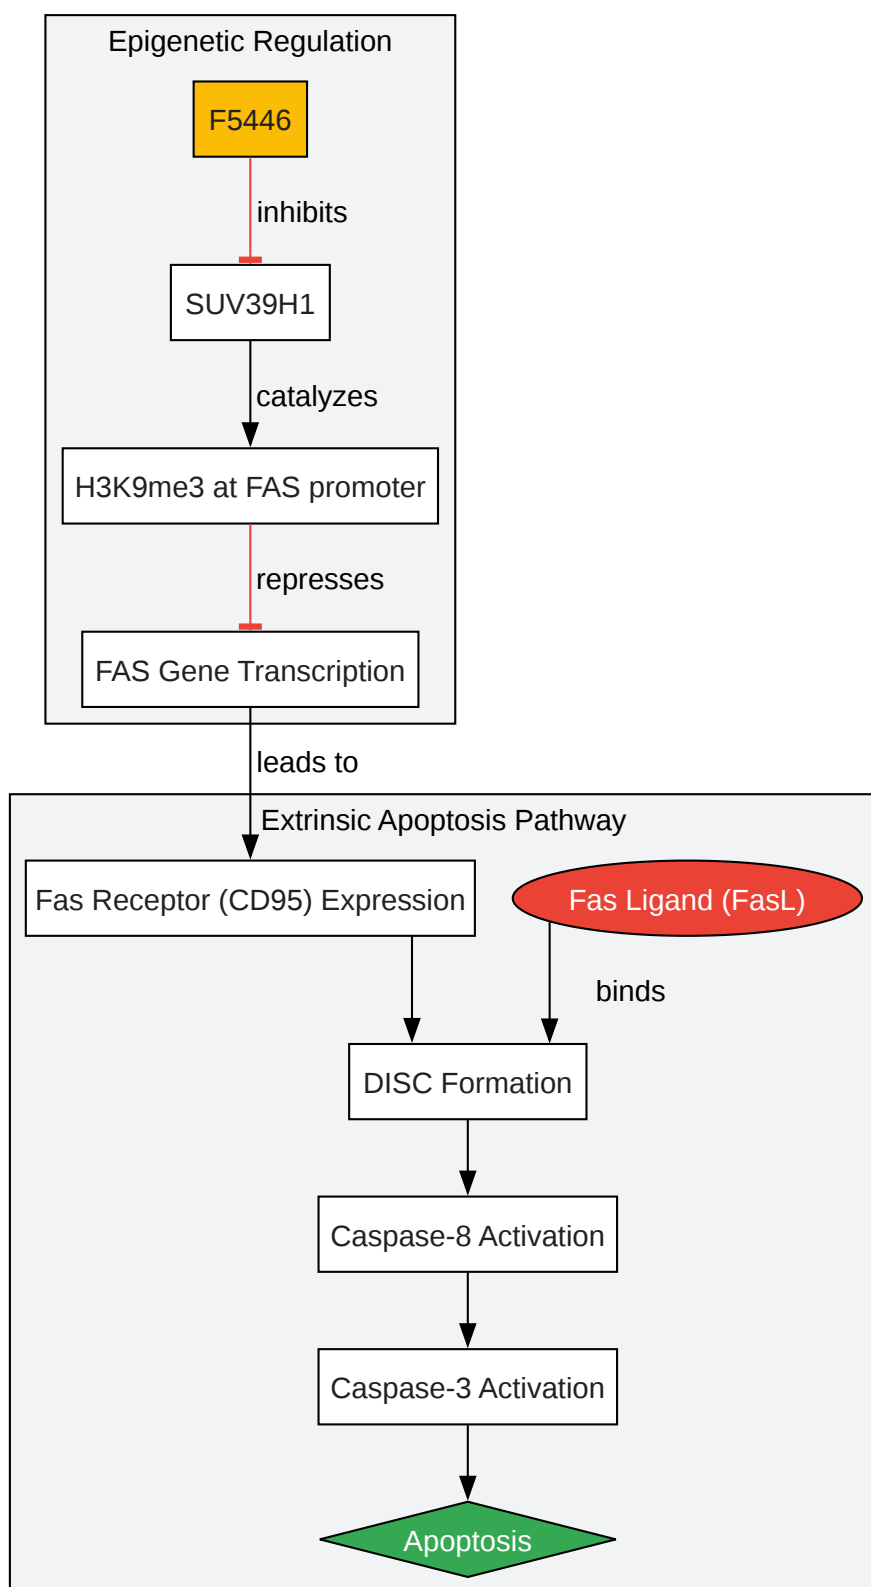 Epigenetic Regulation
F5446
inhibits
SUV39H1
catalyzes
H3K9me3 at FAS promoter
represses
FAS Gene Transcription
leads to
Extrinsic Apoptosis Pathway
Fas Receptor (CD95) Expression
Fas Ligand (FasL)
binds
DISC Formation
Caspase-8 Activation
Caspase-3 Activation
Apoptosis